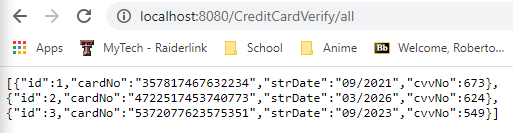 localhost:8080/CreditCardVerify/all
Apps MyTech - Raiderlink School Anime Bb Welcome, Roberto...
[{"id":1,"cardNo":"357817467632234","strDate":"09/2021","cvvNo":673},
{"id":2,"cardNo":"4722517453740773","strDate":"03/2026","cvvNo":624},
{"id":3,"cardNo":"5372077623575351","strDate":"09/2023","cvvNo":549}]